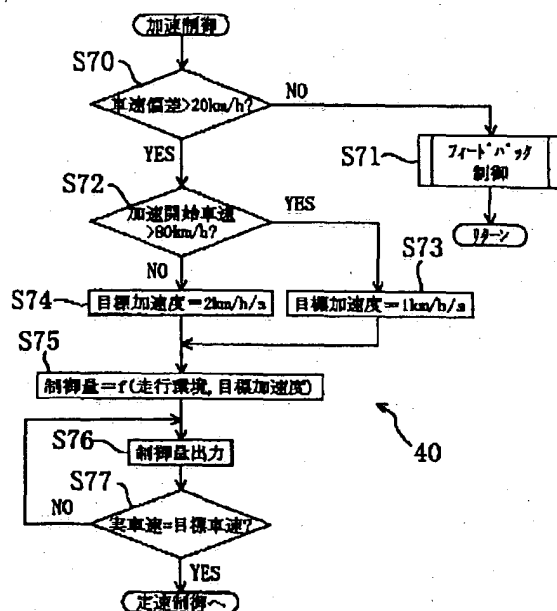 加速制御
S70
車速偏差>20km/h?
NO
YES
S71
フィードバック
制御
リターン
S72
加速開始車速
>80km/h?
YES
NO
S73
S74
目標加速度=2km/h/s
目標加速度=1km/h/s
S75
制御量=f(走行環境,目標加速度)
S76
制御量出力
40
S77
NO
実車速=目標車速?
YES
定速制御へ